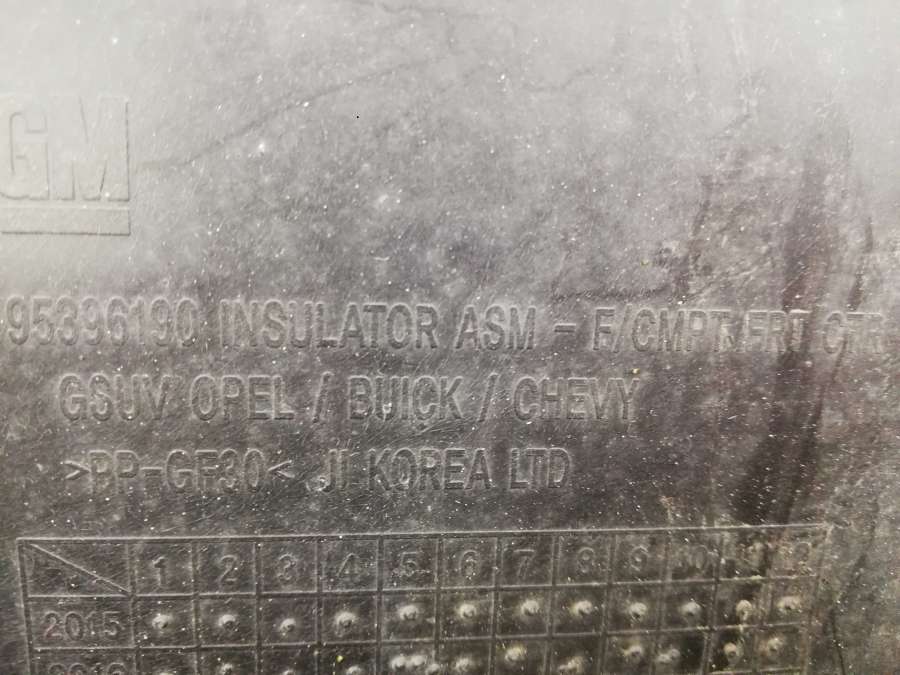 GM
95396190 INSULATOR ASM - F/CMPT FRT CTR
GSUV OPEL / BUICK / CHEVY
>PP-GF30< JI KOREA LTD
1 2 3 4 5 6 7 8 9 10 11 12
2015
2016